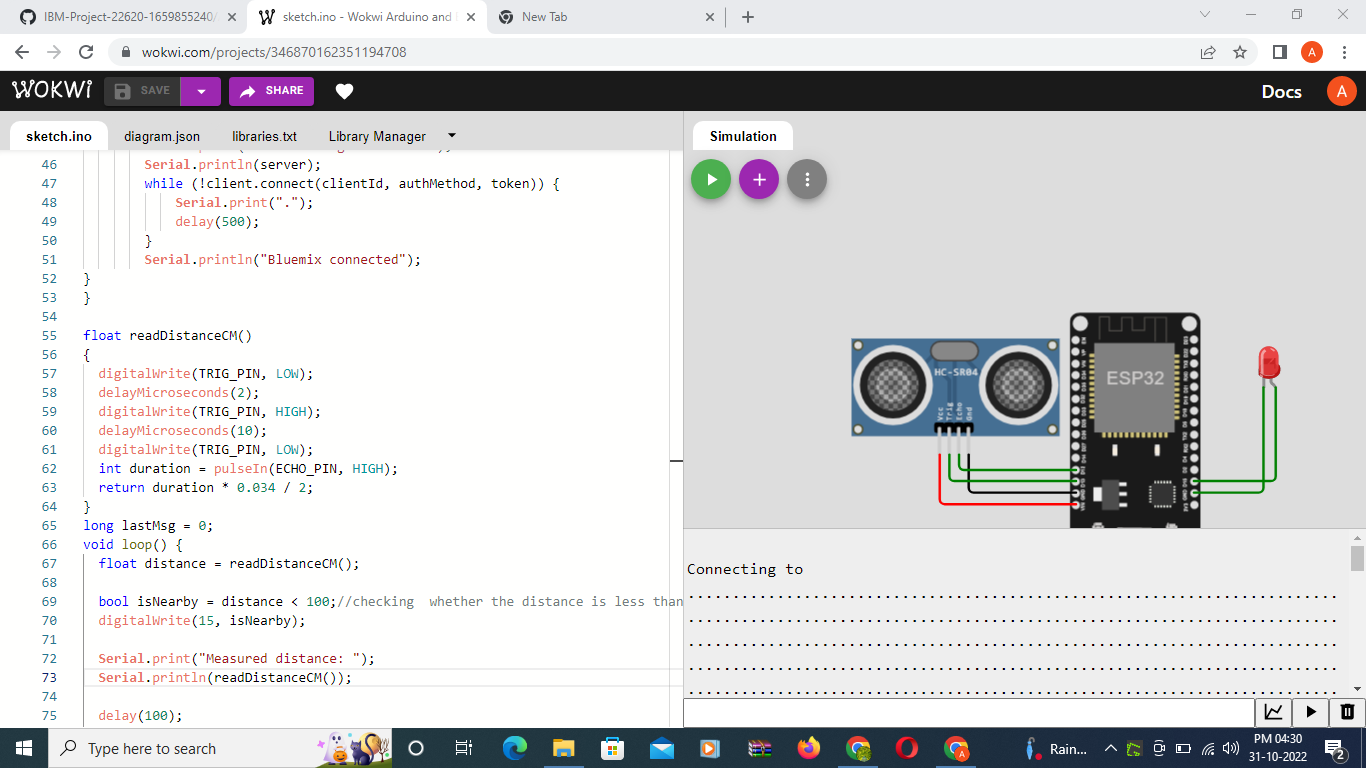 IBM-Project-22620-1659855240/
sketch.ino - Wokwi Arduino and
New Tab
wokwi.com/projects/346870162351194708
A
WOKWi
SAVE
SHARE
Docs
A
sketch.ino
diagram.json
libraries.txt
Library Manager
Simulation
46 Serial.println(server);
47 while (!client.connect(clientId, authMethod, token)) {
48 Serial.print(".");
49 delay(500);
50 }
51 Serial.println("Bluemix connected");
52 }
53 }
54
55 float readDistanceCM()
56 {
57 digitalWrite(TRIG_PIN, LOW);
58 delayMicroseconds(2);
59 digitalWrite(TRIG_PIN, HIGH);
60 delayMicroseconds(10);
61 digitalWrite(TRIG_PIN, LOW);
62 int duration = pulseIn(ECHO_PIN, HIGH);
63 return duration * 0.034 / 2;
64 }
65 long lastMsg = 0;
66 void loop() {
67 float distance = readDistanceCM();
68
69 bool isNearby = distance < 100;//checking  whether the distance is less than
70 digitalWrite(15, isNearby);
71
72 Serial.print("Measured distance: ");
73 Serial.println(readDistanceCM());
74
75 delay(100);
HC-SR04
Vcc
Trig
Echo
Gnd
ESP32
Connecting to
........................................................................
........................................................................
........................................................................
........................................................................
........................................................................
Type here to search
A
Rain...
PM 04:30
31-10-2022
2